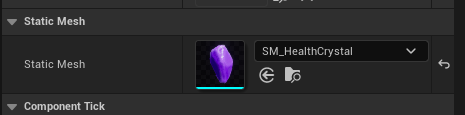 Static Mesh
Static Mesh
SM_HealthCrystal
Component Tick